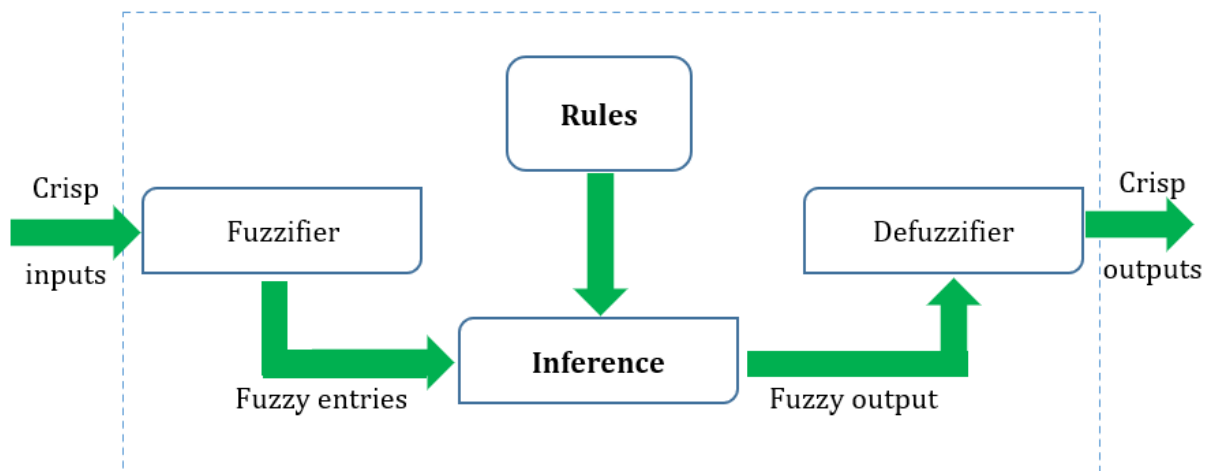 Rules
Crisp
inputs
Fuzzifier
Defuzzifier
Crisp
outputs
Inference
Fuzzy entries
Fuzzy output